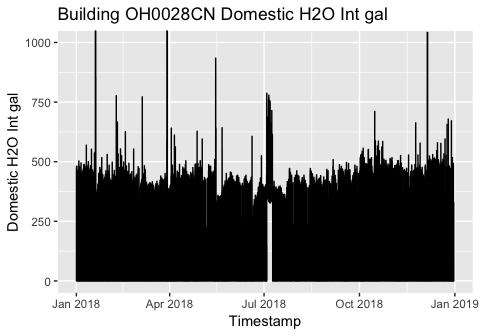 Building OH0028CN Domestic H2O Int gal
1000
750
500
250
0
Domestic H2O Int gal
Jan 2018
Apr 2018
Jul 2018
Oct 2018
Jan 2019
Timestamp